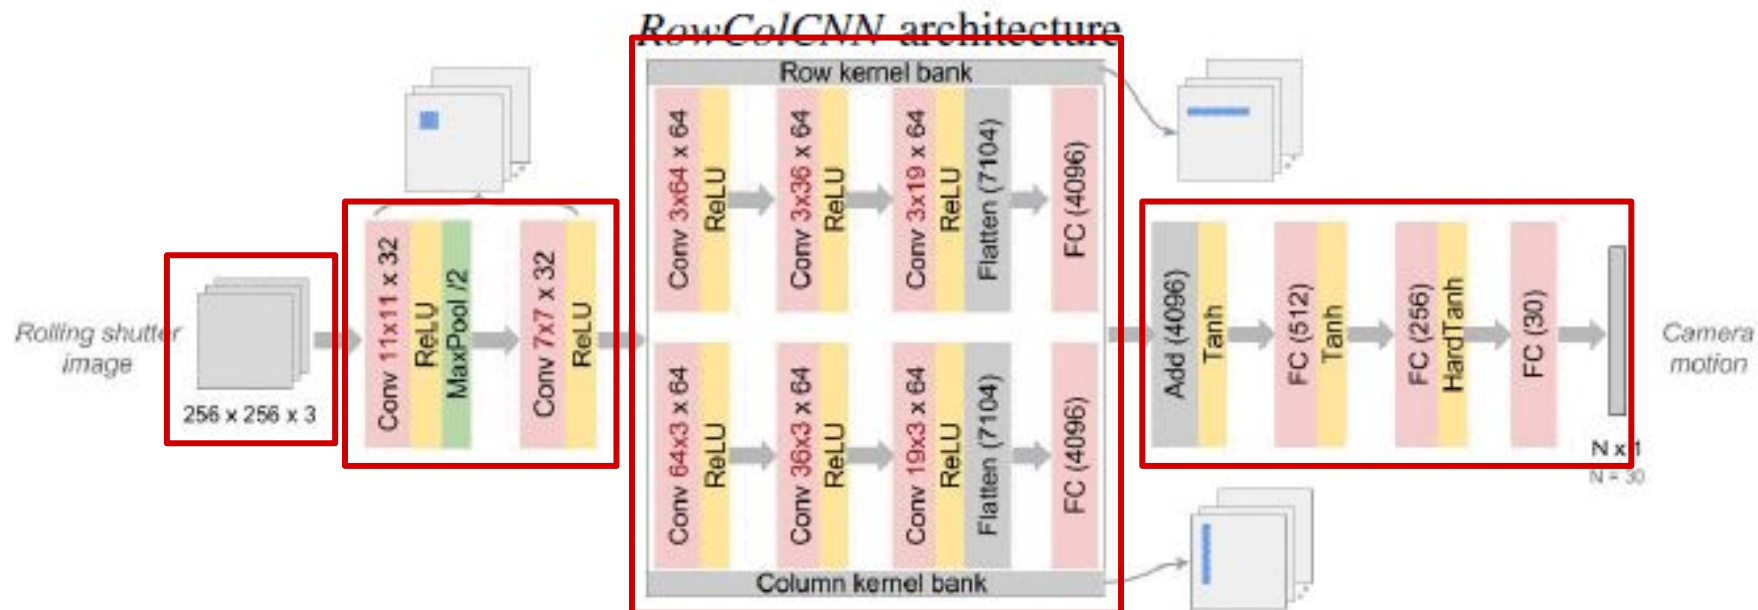 RowColCNN architecture
Rolling shutter
image
256 x 256 x 3
Conv 11x11 x 32
ReLU
MaxPool /2
Conv 7x7 x 32
ReLU
Row kernel bank
Conv 3x64 x 64
ReLU
Conv 3x36 x 64
ReLU
Conv 3x19 x 64
ReLU
Flatten (7104)
FC (4096)
Conv 64x3 x 64
ReLU
Conv 36x3 x 64
ReLU
Conv 19x3 x 64
ReLU
Flatten (7104)
FC (4096)
Column kernel bank
Add (4096)
Tanh
FC (512)
Tanh
FC (256)
HardTanh
FC (30)
N x 1
N = 30
Camera
motion